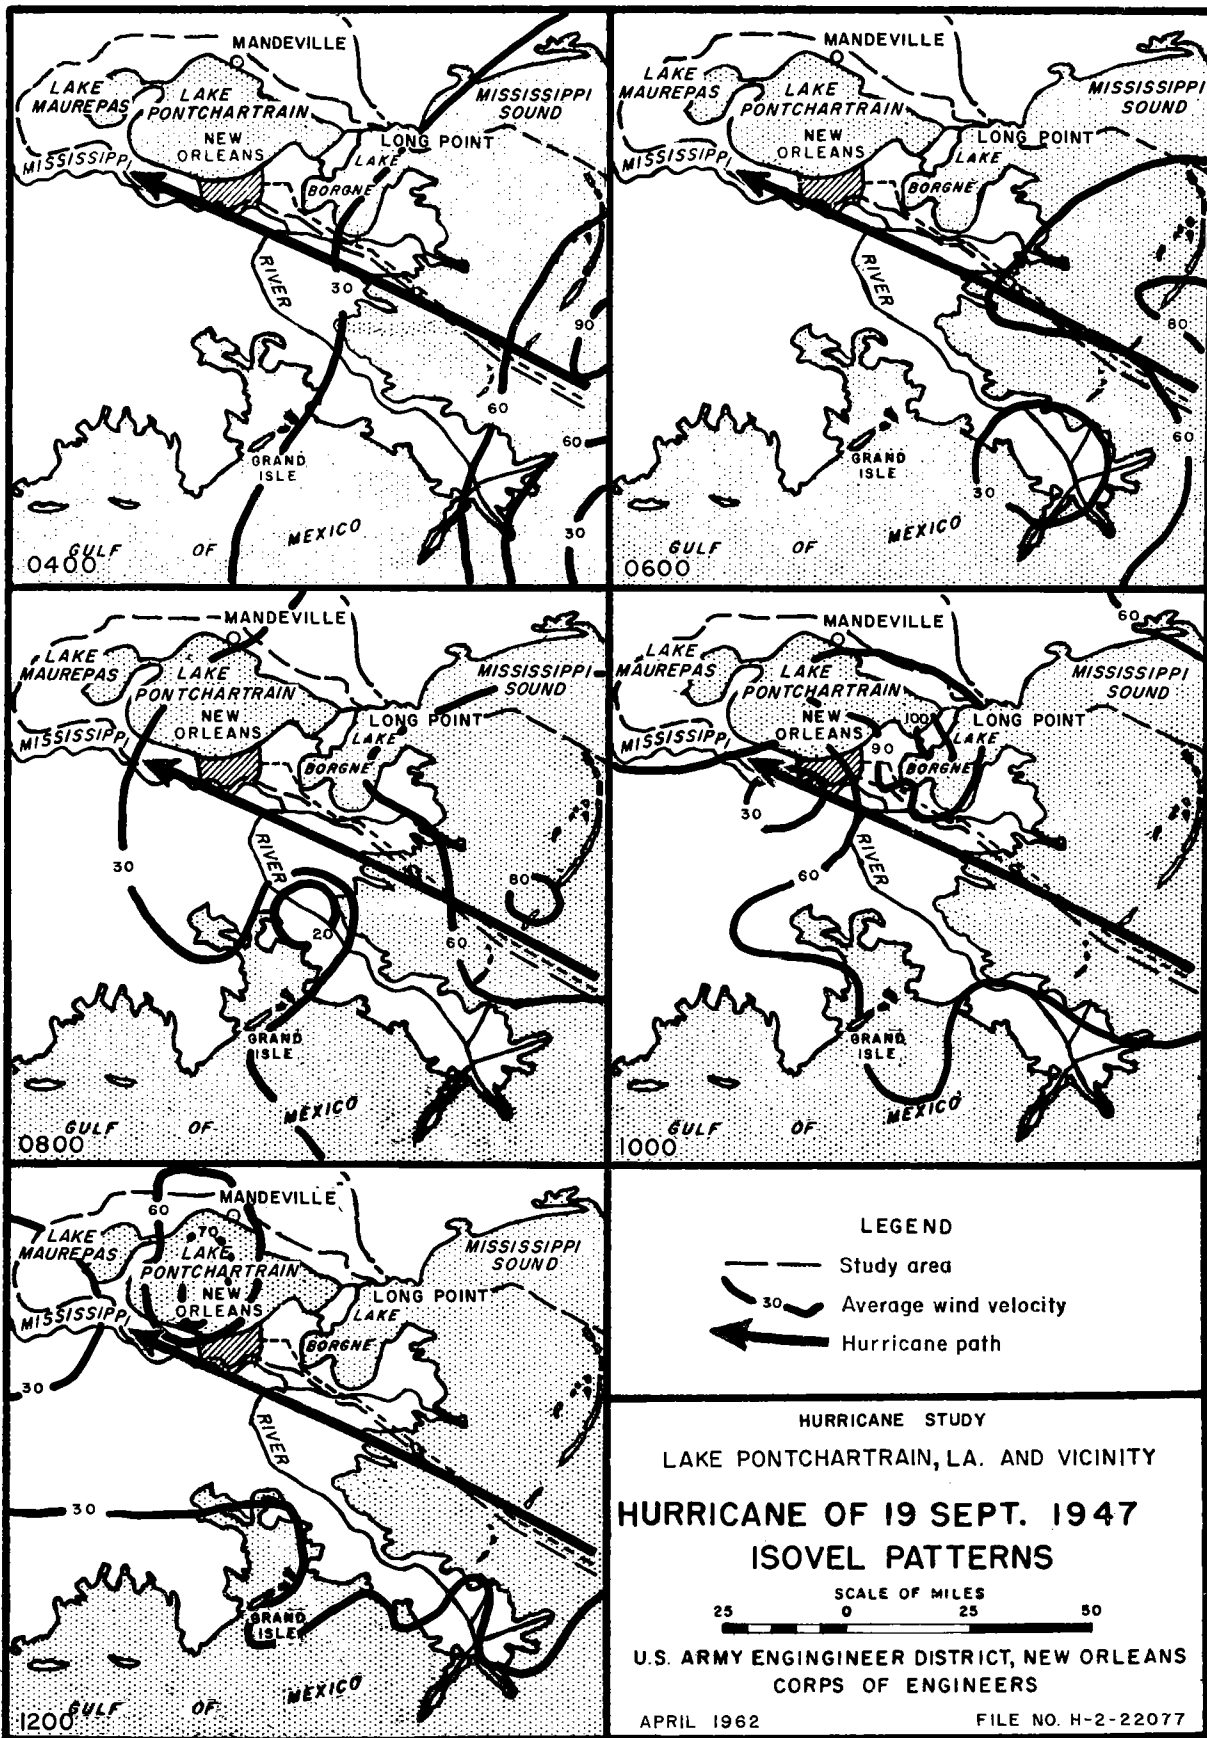 MANDEVILLE
LAKE
MAUREPAS
LAKE
PONTCHARTRAIN
MISSISSIPPI
SOUND
NEW
ORLEANS
LONG POINT
LAKE
BORGNE
MISSISSIPPI
RIVER
30
90
60
60
GRAND
ISLE
30
MEXICO
GULF OF
0400
MANDEVILLE
LAKE
MAUREPAS
LAKE
PONTCHARTRAIN
MISSISSIPPI
SOUND
NEW
ORLEANS
LONG POINT
LAKE
BORGNE
MISSISSIPPI
RIVER
80
60
GRAND
ISLE
30
MEXICO
GULF OF
0600
MANDEVILLE
LAKE
MAUREPAS
LAKE
PONTCHARTRAIN
MISSISSIPPI
SOUND
NEW
ORLEANS
LONG POINT
LAKE
BORGNE
MISSISSIPPI
RIVER
30
80
20
60
GRAND
ISLE
MEXICO
GULF OF
0800
60
MANDEVILLE
LAKE
MAUREPAS
LAKE
PONTCHARTRAIN
MISSISSIPPI
SOUND
NEW
ORLEANS
100
LONG POINT
LAKE
90
BORGNE
MISSISSIPPI
30
RIVER
60
GRAND
ISLE
MEXICO
GULF OF
1000
MANDEVILLE
60
70
LAKE
MAUREPAS
LAKE
PONTCHARTRAIN
MISSISSIPPI
SOUND
NEW
ORLEANS
LONG POINT
LAKE
BORGNE
MISSISSIPPI
30
RIVER
30
GRAND
ISLE
MEXICO
GULF OF
1200
LEGEND
Study area
30 Average wind velocity
Hurricane path
HURRICANE STUDY
LAKE PONTCHARTRAIN, LA. AND VICINITY
HURRICANE OF 19 SEPT. 1947
ISOVEL PATTERNS
SCALE OF MILES
25 0 25 50
U.S. ARMY ENGINGINEER DISTRICT, NEW ORLEANS
CORPS OF ENGINEERS
APRIL 1962 FILE NO. H-2-22077